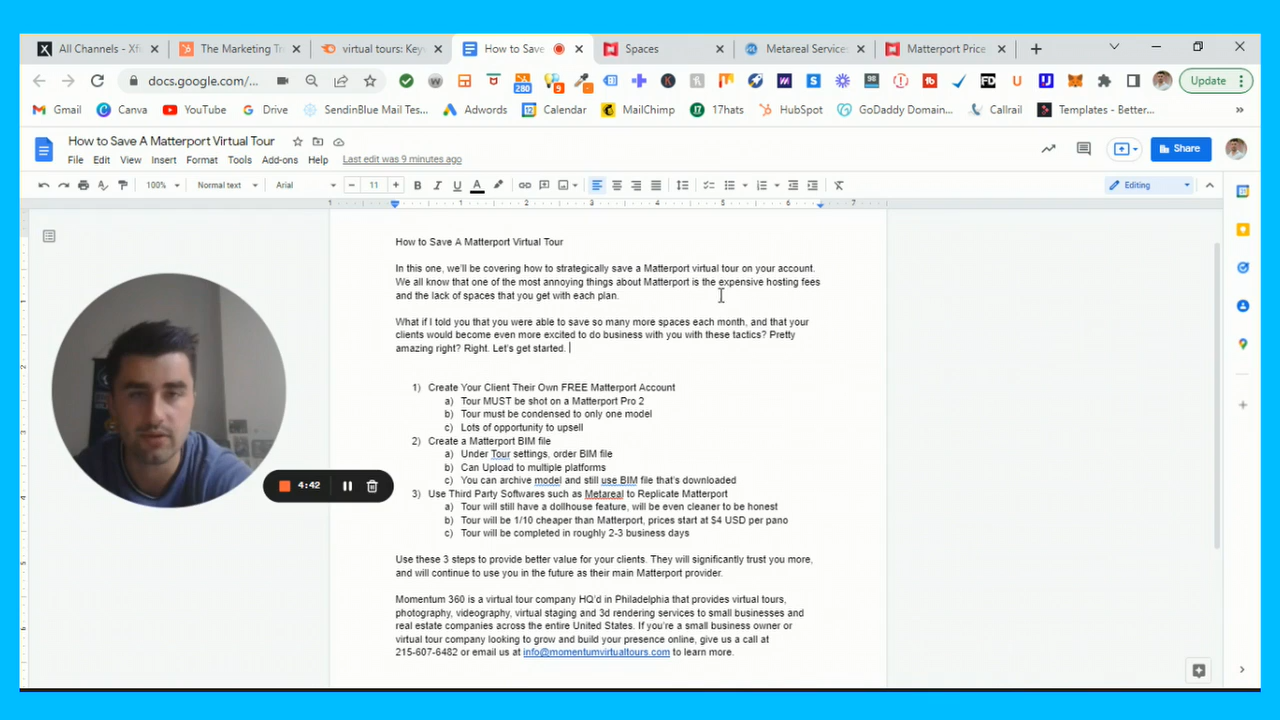 All Channels - Xf
The Marketing Tr
virtual tours: Key
How to Save
Spaces
Metareal Service
Matterport Price
docs.google.com/...
280
9
98
Update
Gmail
Canva
YouTube
Drive
SendinBlue Mail Tes...
Adwords
Calendar
MailChimp
17hats
HubSpot
GoDaddy Domain...
Callrail
Templates - Better...
How to Save A Matterport Virtual Tour
File Edit View Insert Format Tools Add-ons Help Last edit was 9 minutes ago
Share
100% Normal text Arial 11 Editing
How to Save A Matterport Virtual Tour
In this one, we'll be covering how to strategically save a Matterport virtual tour on your account.
We all know that one of the most annoying things about Matterport is the expensive hosting fees
and the lack of spaces that you get with each plan.
What if I told you that you were able to save so many more spaces each month, and that your
clients would become even more excited to do business with you with these tactics? Pretty
amazing right? Right. Let's get started.
1) Create Your Client Their Own FREE Matterport Account
a) Tour MUST be shot on a Matterport Pro 2
b) Tour must be condensed to only one model
c) Lots of opportunity to upsell
2) Create a Matterport BIM file
a) Under Tour settings, order BIM file
b) Can Upload to multiple platforms
c) You can archive model and still use BIM file that's downloaded
3) Use Third Party Softwares such as Metareal to Replicate Matterport
a) Tour will still have a dollhouse feature, will be even cleaner to be honest
b) Tour will be 1/10 cheaper than Matterport, prices start at $4 USD per pano
c) Tour will be completed in roughly 2-3 business days
4:42
Use these 3 steps to provide better value for your clients. They will significantly trust you more,
and will continue to use you in the future as their main Matterport provider.
Momentum 360 is a virtual tour company HQ'd in Philadelphia that provides virtual tours,
photography, videography, virtual staging and 3d rendering services to small businesses and
real estate companies across the entire United States. If you're a small business owner or
virtual tour company looking to grow and build your presence online, give us a call at
215-607-6482 or email us at info@momentumvirtualtours.com to learn more.